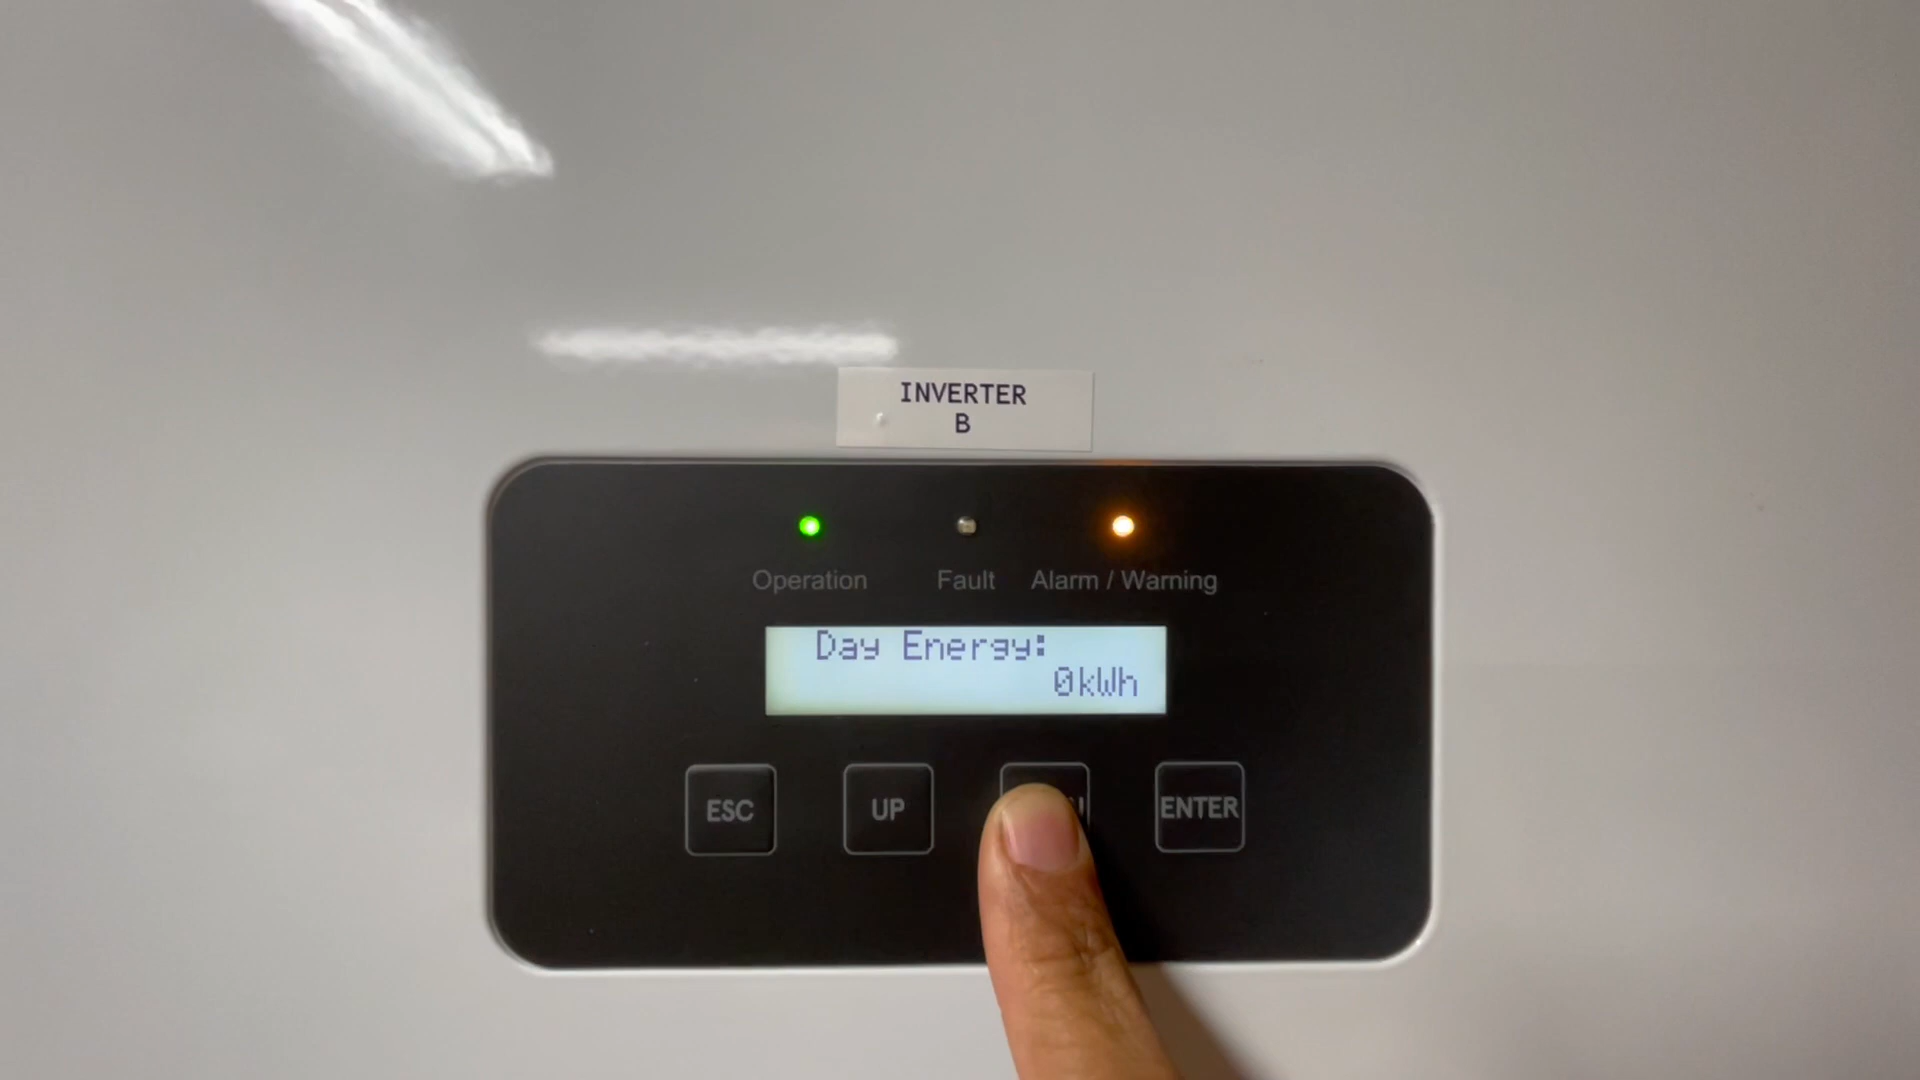 INVERTER
B
Operation Fault Alarm / Warning
Day Energy:
0kWh
ESC UP ENTER